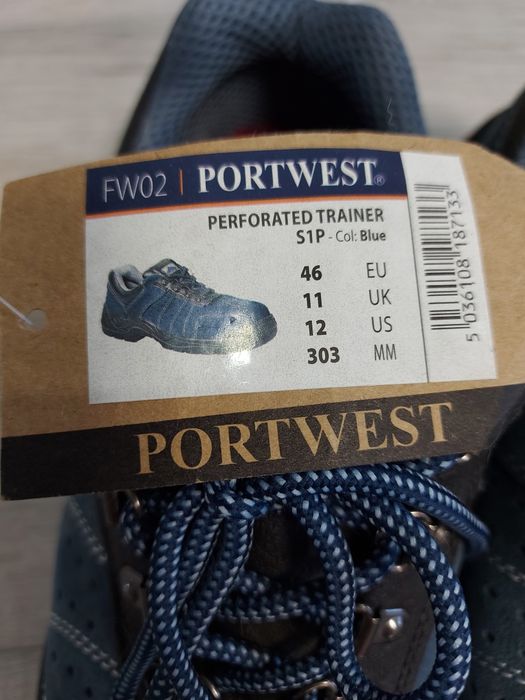 FW02 | PORTWEST®
PERFORATED TRAINER
S1P - Col: Blue
46 EU
11 UK
12 US
303 MM
5 036108 187133
PORTWEST